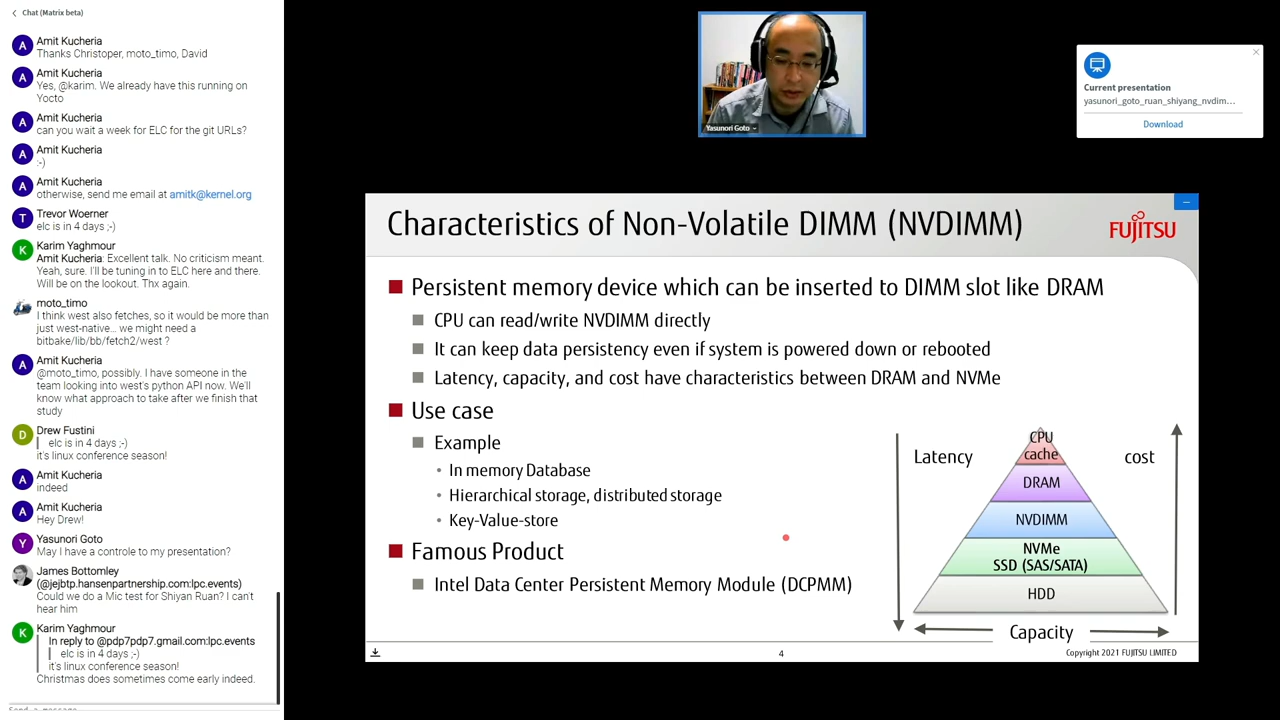 Chat (Matrix beta)
A
Amit Kucheria
Thanks Christoper, moto_timo, David
A
Amit Kucheria
Yes, @karim. We already have this running on
Yocto
A
Amit Kucheria
can you wait a week for ELC for the git URLs?
A
Amit Kucheria
:-)
A
Amit Kucheria
otherwise, send me email at amitk@kernel.org
T
Trevor Woerner
elc is in 4 days ;-)
K
Karim Yaghmour
Amit Kucheria: Excellent talk. No criticism meant.
Yeah, sure. I'll be tuning in to ELC here and there.
Will be on the lookout. Thx again.
moto_timo
I think west also fetches, so it would be more than
just west-native... we might need a
bitbake/lib/bb/fetch2/west ?
A
Amit Kucheria
@moto_timo, possibly. I have someone in the
team looking into west's python API now. We'll
know what approach to take after we finish that
study
D
Drew Fustini
elc is in 4 days ;-)
it's linux conference season!
A
Amit Kucheria
indeed
A
Amit Kucheria
Hey Drew!
Y
Yasunori Goto
May I have a controle to my presentation?
James Bottomley
(@jejbtp.hansenpartnership.com:lpc.events)
Could we do a Mic test for Shiyan Ruan? I can't
hear him
K
Karim Yaghmour
In reply to @pdp7pdp7.gmail.com:lpc.events
elc is in 4 days ;-)
it's linux conference season!
Christmas does sometimes come early indeed.
Send a message
Yasunori Goto
Current presentation
yasunori_goto_ruan_shiyang_nvdim...
Download
Characteristics of Non-Volatile DIMM (NVDIMM)
FUJITSU
Persistent memory device which can be inserted to DIMM slot like DRAM
CPU can read/write NVDIMM directly
It can keep data persistency even if system is powered down or rebooted
Latency, capacity, and cost have characteristics between DRAM and NVMe
Use case
Example
• In memory Database
• Hierarchical storage, distributed storage
• Key-Value-store
Famous Product
Intel Data Center Persistent Memory Module (DCPMM)
Latency
cost
CPU
cache
DRAM
NVDIMM
NVMe
SSD (SAS/SATA)
HDD
Capacity
4
Copyright 2021 FUJITSU LIMITED